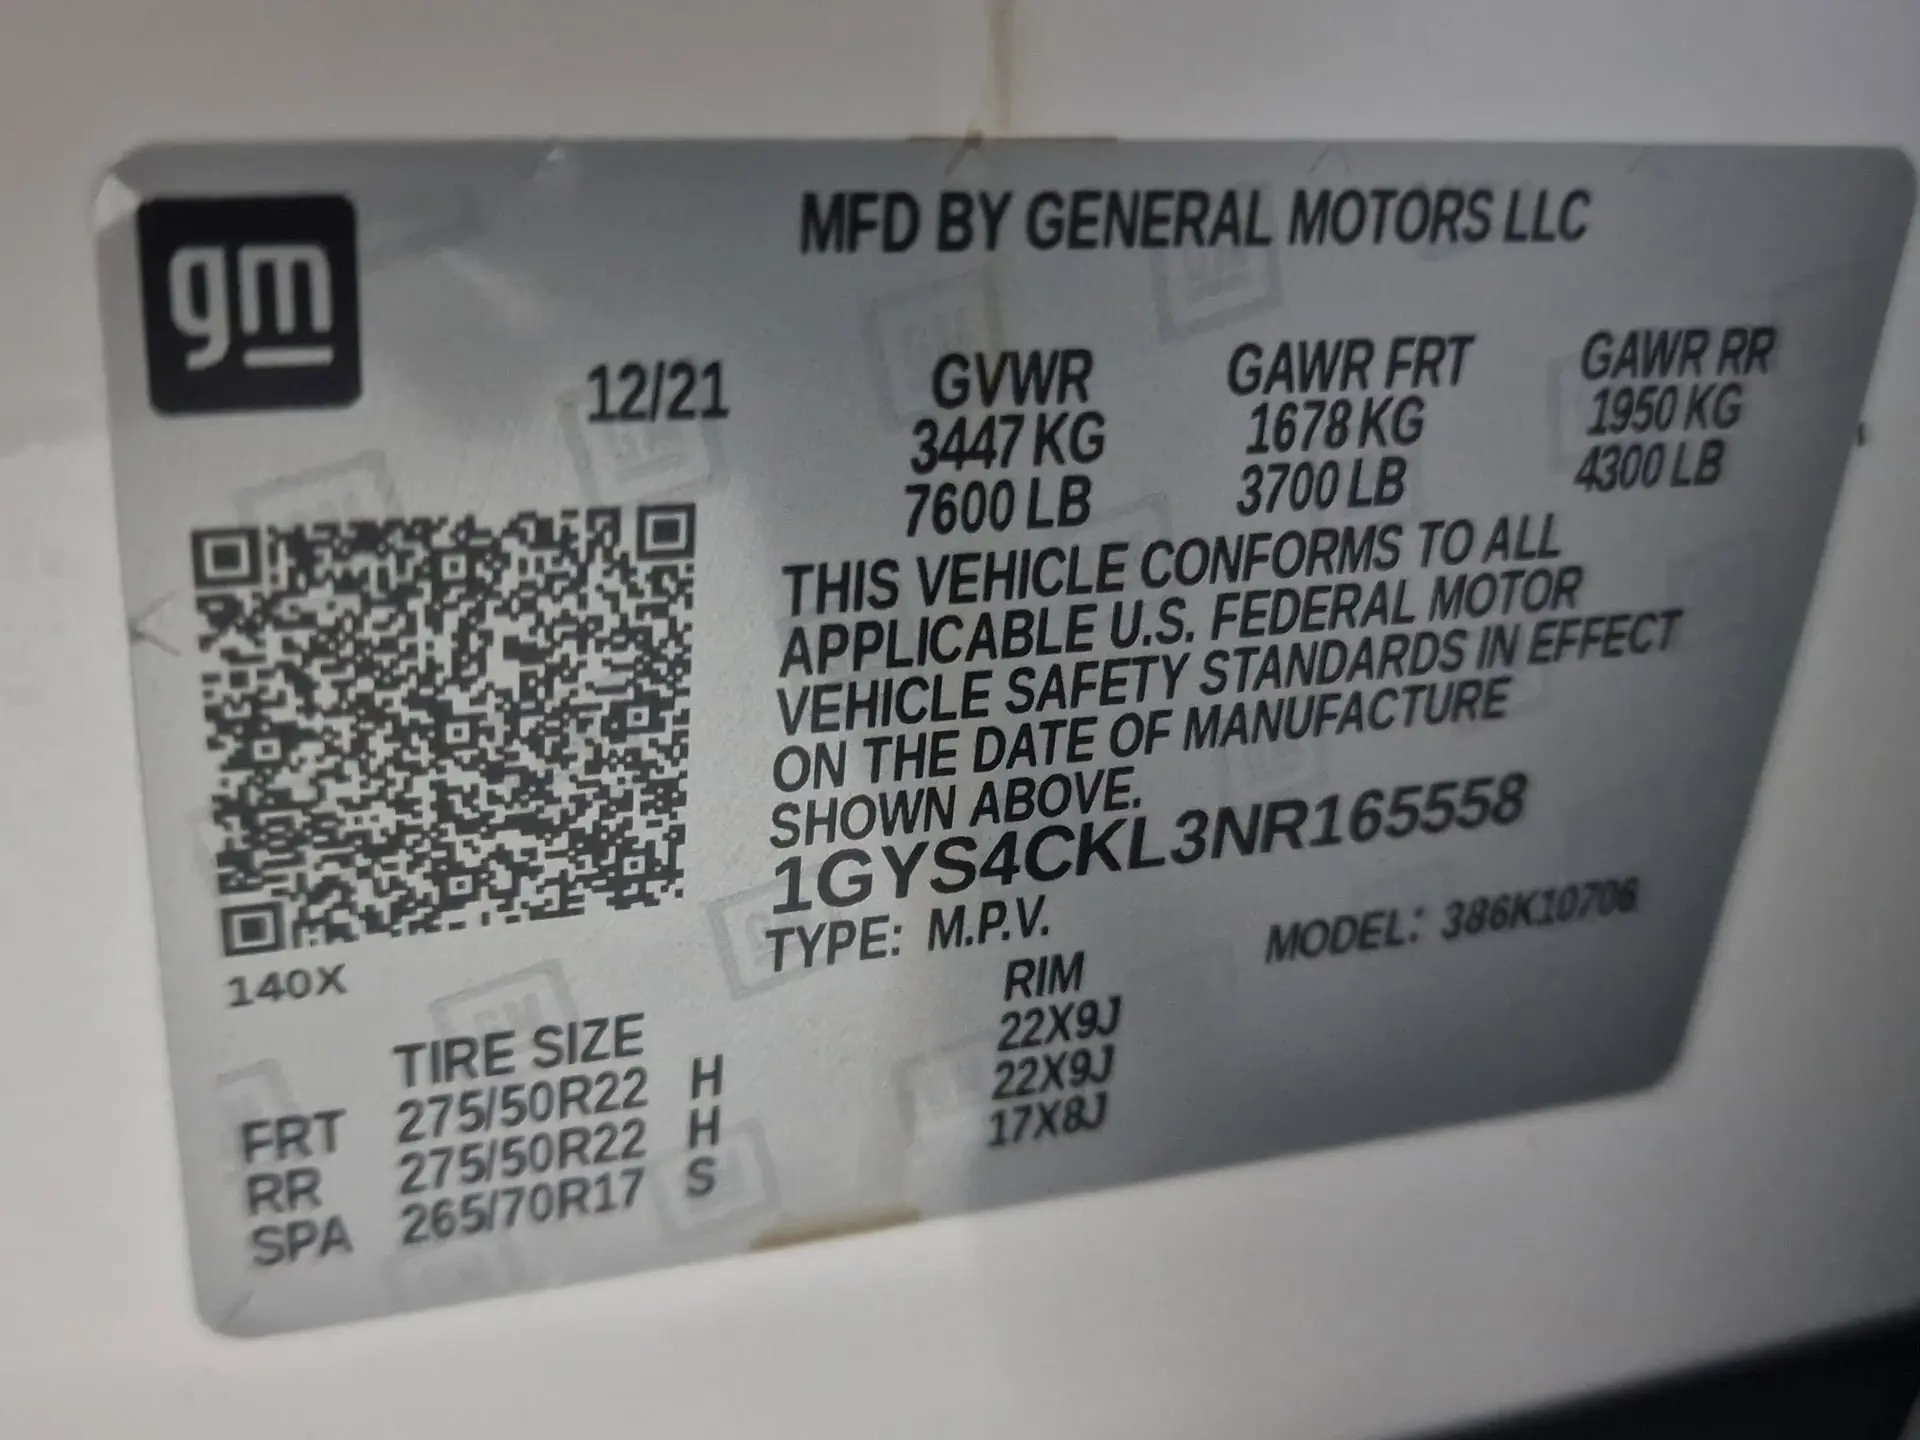 gm
MFD BY GENERAL MOTORS LLC
12/21
GVWR GAWR FRT GAWR RR
3447 KG 1678 KG 1950 KG
7600 LB 3700 LB 4300 LB
THIS VEHICLE CONFORMS TO ALL
APPLICABLE U.S. FEDERAL MOTOR
VEHICLE SAFETY STANDARDS IN EFFECT
ON THE DATE OF MANUFACTURE
SHOWN ABOVE.
1GYS4CKL3NR165558
TYPE: M.P.V. MODEL: 386K10706
140X
TIRE SIZE RIM
FRT 275/50R22 H 22X9J
RR 275/50R22 H 22X9J
SPA 265/70R17 S 17X8J